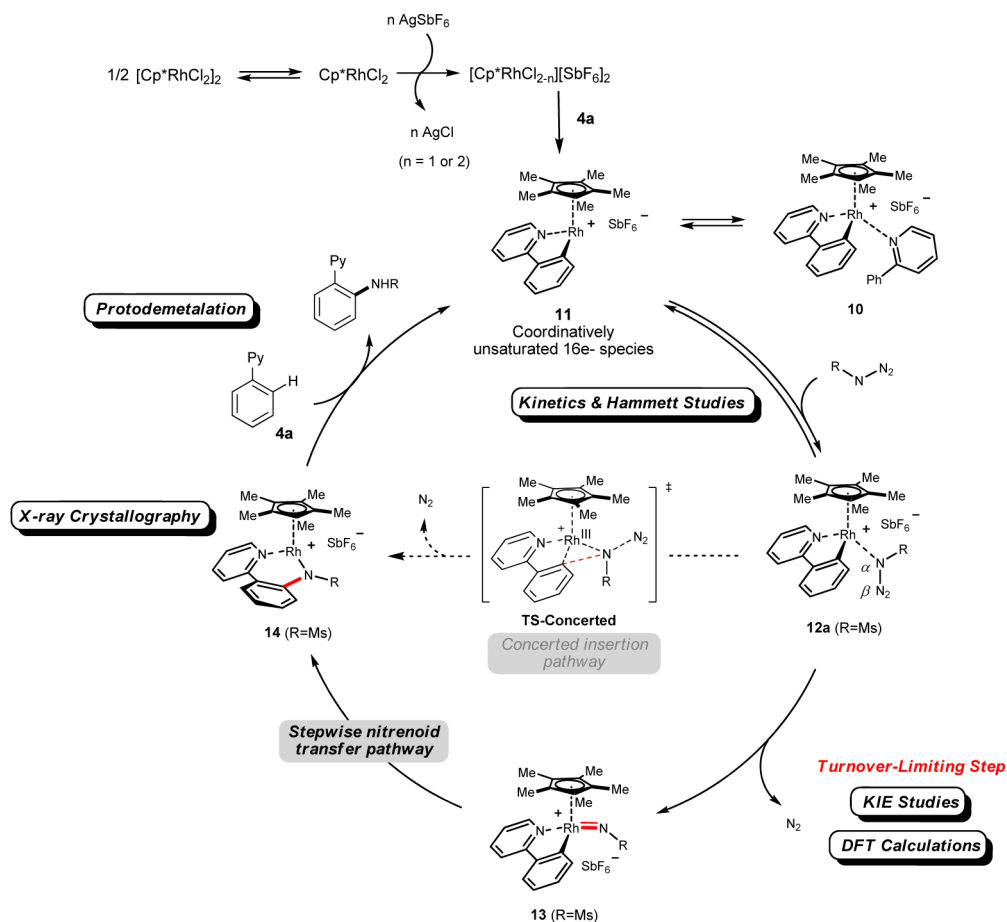 n AgSbF6
1/2 [Cp*RhCl2]2
Cp*RhCl2
[Cp*RhCl2-n][SbF6]2
n AgCl
(n = 1 or 2)
4a
Me Me
Me Me
Me
N Rh + SbF6 −
11
Coordinatively
unsaturated 16e- species
Me Me
Me Me
Me
N Rh + SbF6 −
N
Ph
10
Protodemetalation
Py
NHR
Py
H
4a
Kinetics & Hammett Studies
R N N2
X-ray Crystallography
Me Me
Me Me
Me
N Rh + SbF6 −
N R
14 (R=Ms)
N2
Me Me
Me Me
Me
‡
+ III
N Rh N2
N
R
TS-Concerted
Concerted insertion
pathway
Me Me
Me Me
Me
N Rh + SbF6 −
R
N
α
β N2
12a (R=Ms)
Stepwise nitrenoid
transfer pathway
Me Me
Me Me
Me
+
N Rh N
R
SbF6 −
13 (R=Ms)
N2
Turnover-Limiting Step
KIE Studies
DFT Calculations